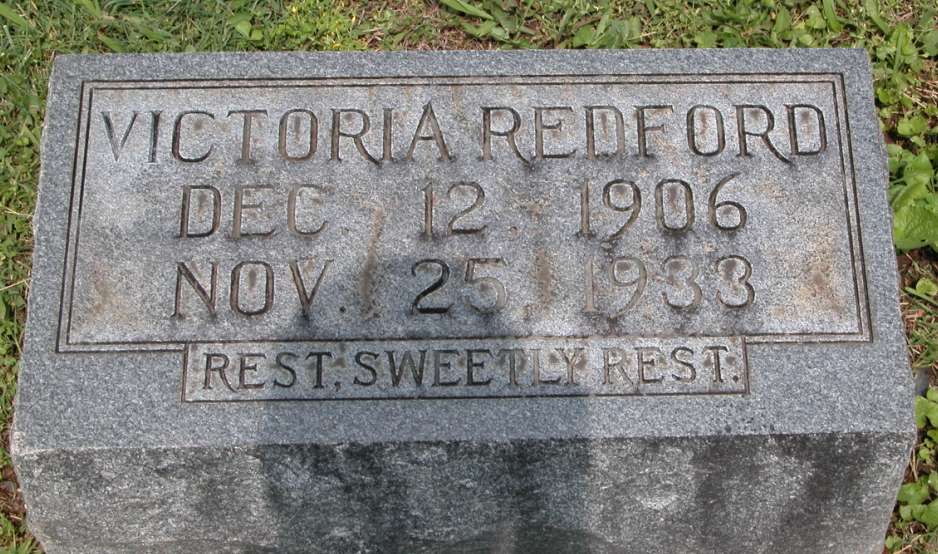 VICTORIA REDFORD
DEC 12, 1906
NOV. 25, 1933
REST, SWEETLY REST.